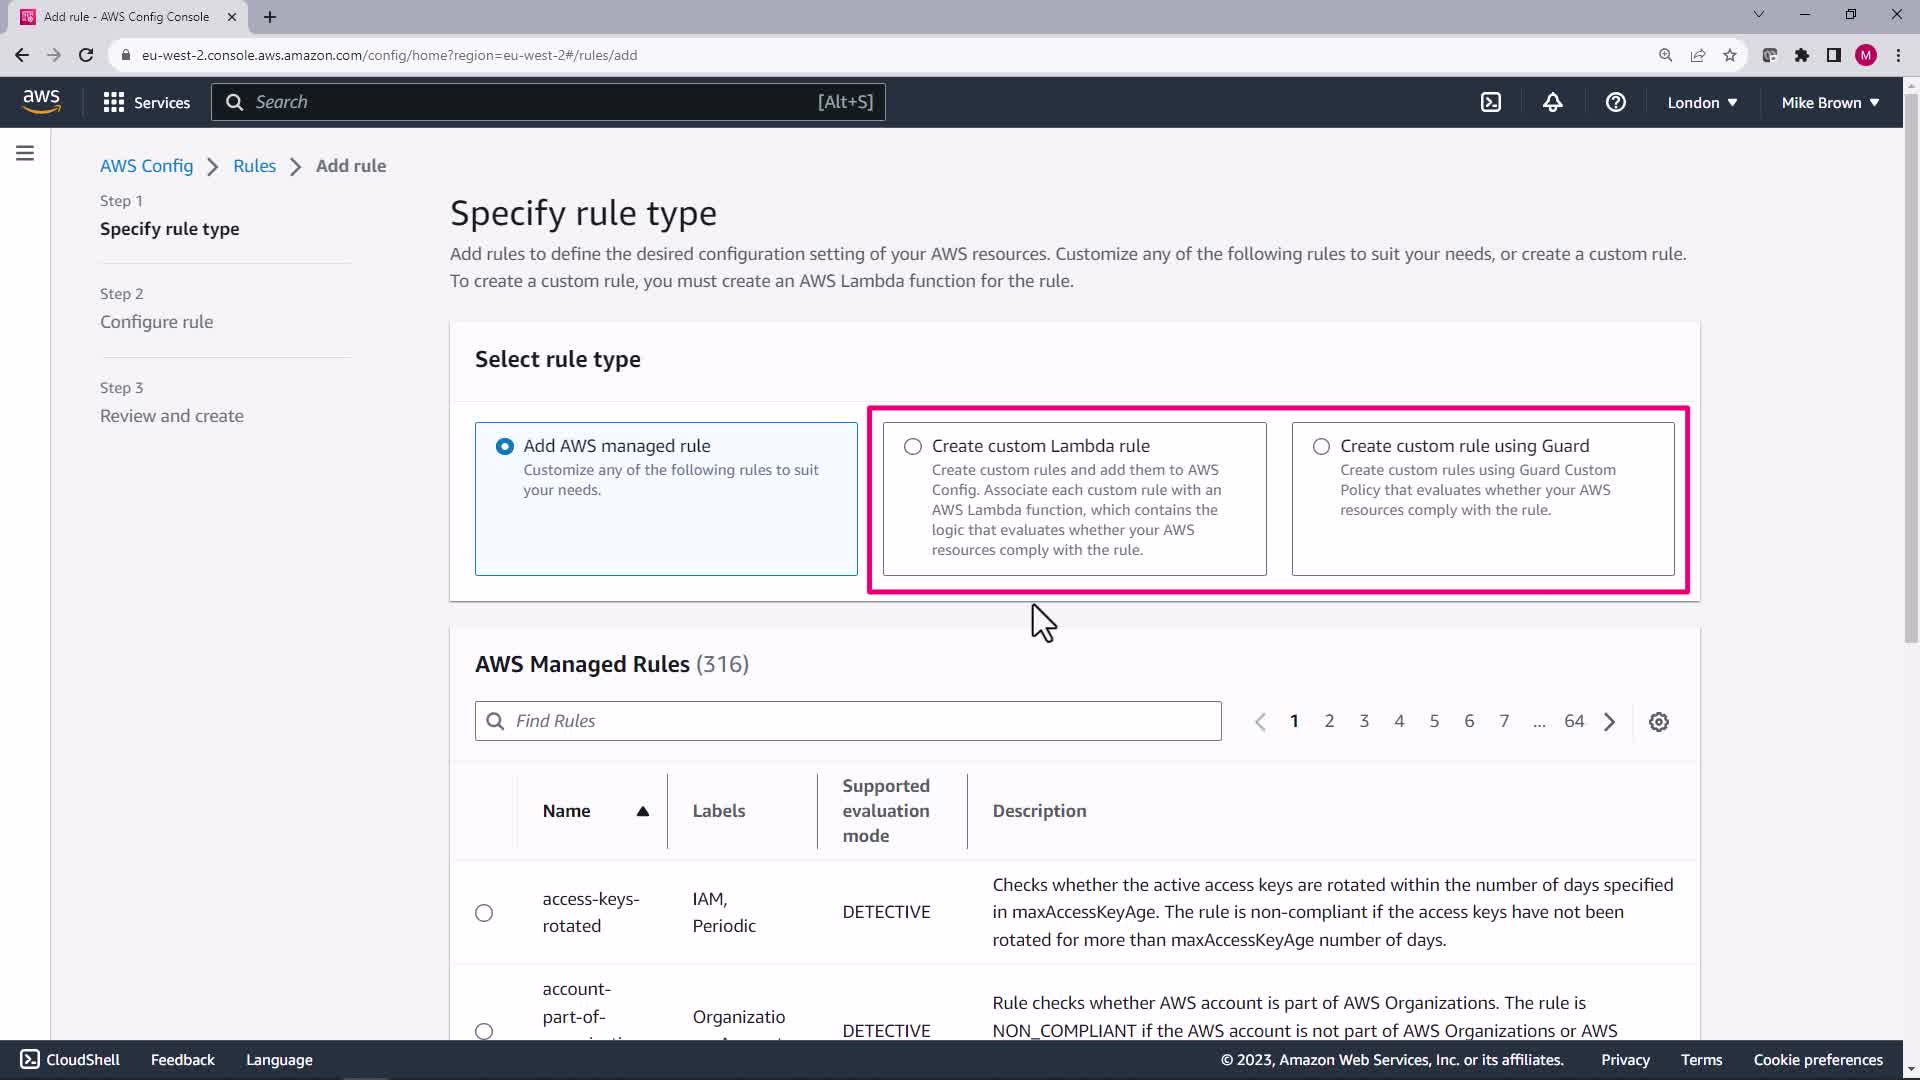 Add rule - AWS Config Console
eu-west-2.console.aws.amazon.com/config/home?region=eu-west-2#/rules/add
M
aws
Services
Search
[Alt+S]
London
Mike Brown
AWS Config
Rules
Add rule
Step 1
Specify rule type
Step 2
Configure rule
Step 3
Review and create
Specify rule type
Add rules to define the desired configuration setting of your AWS resources. Customize any of the following rules to suit your needs, or create a custom rule.
To create a custom rule, you must create an AWS Lambda function for the rule.
Select rule type
Add AWS managed rule
Customize any of the following rules to suit
your needs.
Create custom Lambda rule
Create custom rules and add them to AWS
Config. Associate each custom rule with an
AWS Lambda function, which contains the
logic that evaluates whether your AWS
resources comply with the rule.
Create custom rule using Guard
Create custom rules using Guard Custom
Policy that evaluates whether your AWS
resources comply with the rule.
AWS Managed Rules (316)
Find Rules
1 2 3 4 5 6 7 ... 64
Name
Labels
Supported
evaluation
mode
Description
access-keys-
rotated
IAM,
Periodic
DETECTIVE
Checks whether the active access keys are rotated within the number of days specified
in maxAccessKeyAge. The rule is non-compliant if the access keys have not been
rotated for more than maxAccessKeyAge number of days.
account-
part-of-
Organizatio
DETECTIVE
Rule checks whether AWS account is part of AWS Organizations. The rule is
NON_COMPLIANT if the AWS account is not part of AWS Organizations or AWS
CloudShell
Feedback
Language
© 2023, Amazon Web Services, Inc. or its affiliates.
Privacy
Terms
Cookie preferences